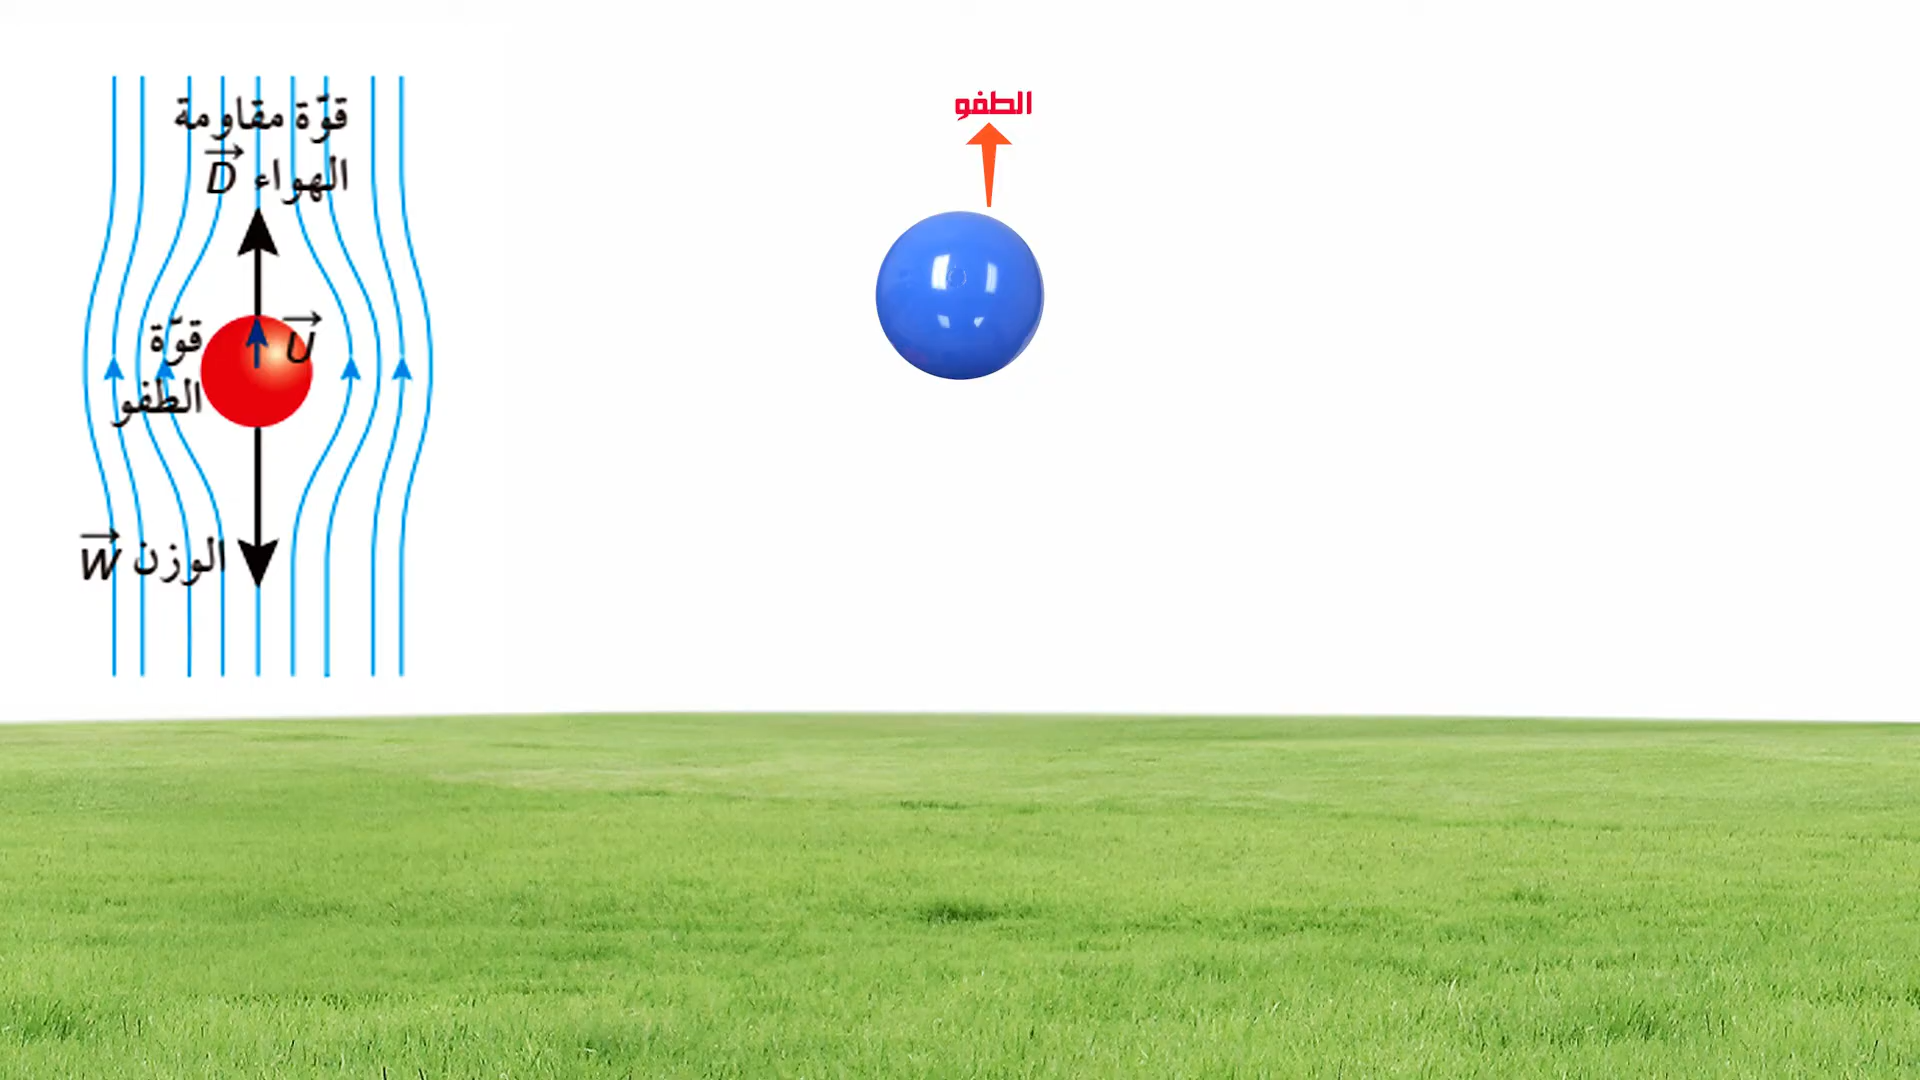 قوّة مقاومة
الهواء D
قوّة
الطفو
U
الوزن W
الطفو